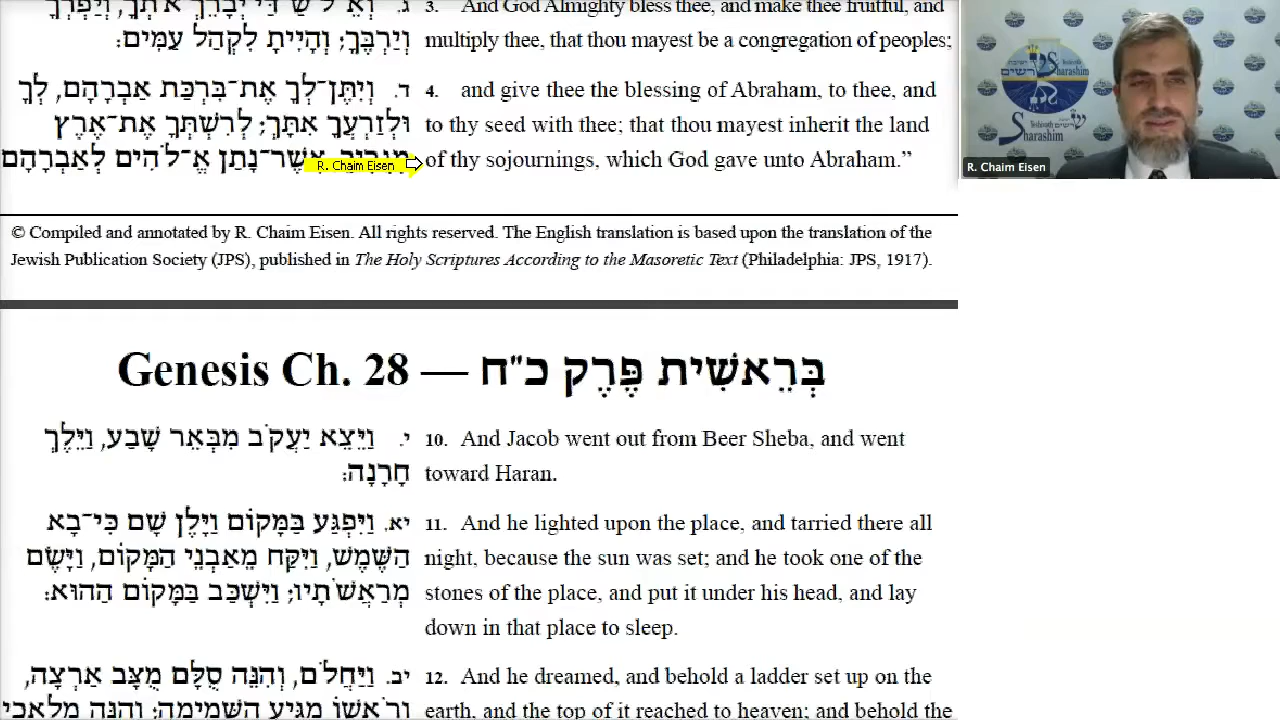 ג. וְאֵ־ל שַׁ־דַּי יְבָרֵךְ אֹתְךָ, וְיַפְרְךָ
3. And God Almighty bless thee, and make thee fruitful, and
וְיַרְבֶּךָ; וְהָיִיתָ לִקְהַל עַמִּים:
multiply thee, that thou mayest be a congregation of peoples;
ד. וְיִתֶּן־לְךָ אֶת־בִּרְכַּת אַבְרָהָם, לְךָ
4. and give thee the blessing of Abraham, to thee, and
וּלְזַרְעֲךָ אִתָּךְ; לְרִשְׁתְּךָ אֶת־אֶרֶץ
to thy seed with thee; that thou mayest inherit the land
אֲשֶׁר־נָתַן אֱ־לֹהִים לְאַבְרָהָם
R. Chaim Eisen
of thy sojournings, which God gave unto Abraham.”
© Compiled and annotated by R. Chaim Eisen. All rights reserved. The English translation is based upon the translation of the
Jewish Publication Society (JPS), published in The Holy Scriptures According to the Masoretic Text (Philadelphia: JPS, 1917).
Genesis Ch. 28 — בְּרֵאשִׁית פֶּרֶק כ"ח
י. וַיֵּצֵא יַעֲקֹב מִבְּאֵר שָׁבַע, וַיֵּלֶךְ
חָרָנָה:
10. And Jacob went out from Beer Sheba, and went
toward Haran.
יא. וַיִּפְגַּע בַּמָּקוֹם וַיָּלֶן שָׁם כִּי־בָא
הַשֶּׁמֶשׁ, וַיִּקַּח מֵאַבְנֵי הַמָּקוֹם, וַיָּשֶׂם
מְרַאֲשֹׁתָיו; וַיִּשְׁכַּב בַּמָּקוֹם הַהוּא:
11. And he lighted upon the place, and tarried there all
night, because the sun was set; and he took one of the
stones of the place, and put it under his head, and lay
down in that place to sleep.
יב. וַיַּחֲלֹם, וְהִנֵּה סֻלָּם מֻצָּב אַרְצָה,
וְרֹאשׁוֹ מַגִּיעַ הַשָּׁמָיְמָה; וְהִנֵּה מַלְאֲכֵי
12. And he dreamed, and behold a ladder set up on the
earth, and the top of it reached to heaven; and behold the
Sharashim
שרשים
Sharashim
R. Chaim Eisen